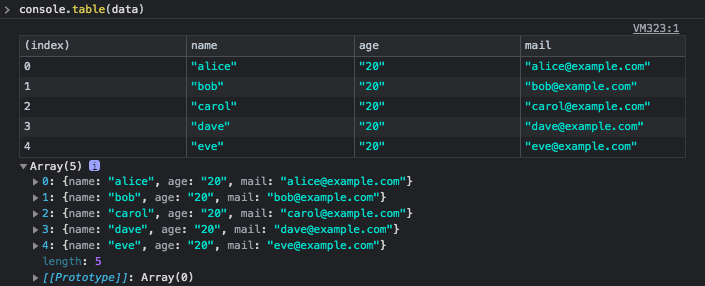 > console.table(data)
VM323:1
(index) name age mail
0 "alice" "20" "alice@example.com"
1 "bob" "20" "bob@example.com"
2 "carol" "20" "carol@example.com"
3 "dave" "20" "dave@example.com"
4 "eve" "20" "eve@example.com"
▼Array(5) i
▶0: {name: "alice", age: "20", mail: "alice@example.com"}
▶1: {name: "bob", age: "20", mail: "bob@example.com"}
▶2: {name: "carol", age: "20", mail: "carol@example.com"}
▶3: {name: "dave", age: "20", mail: "dave@example.com"}
▶4: {name: "eve", age: "20", mail: "eve@example.com"}
length: 5
▶[[Prototype]]: Array(0)